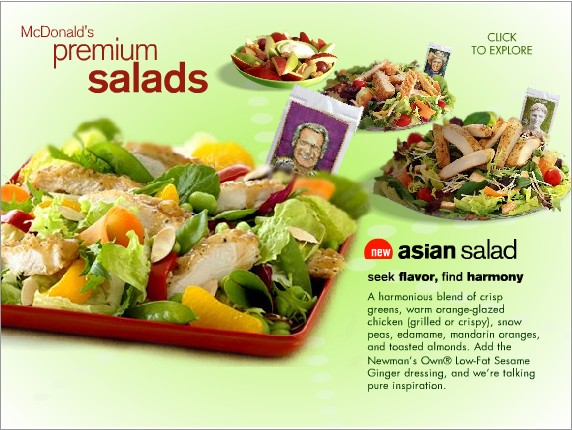 McDonald's
premium
salads
CLICK
TO EXPLORE
new asian salad
seek flavor, find harmony
A harmonious blend of crisp
greens, warm orange-glazed
chicken (grilled or crispy), snow
peas, edamame, mandarin oranges,
and toasted almonds. Add the
Newman's Own® Low-Fat Sesame
Ginger dressing, and we're talking
pure inspiration.